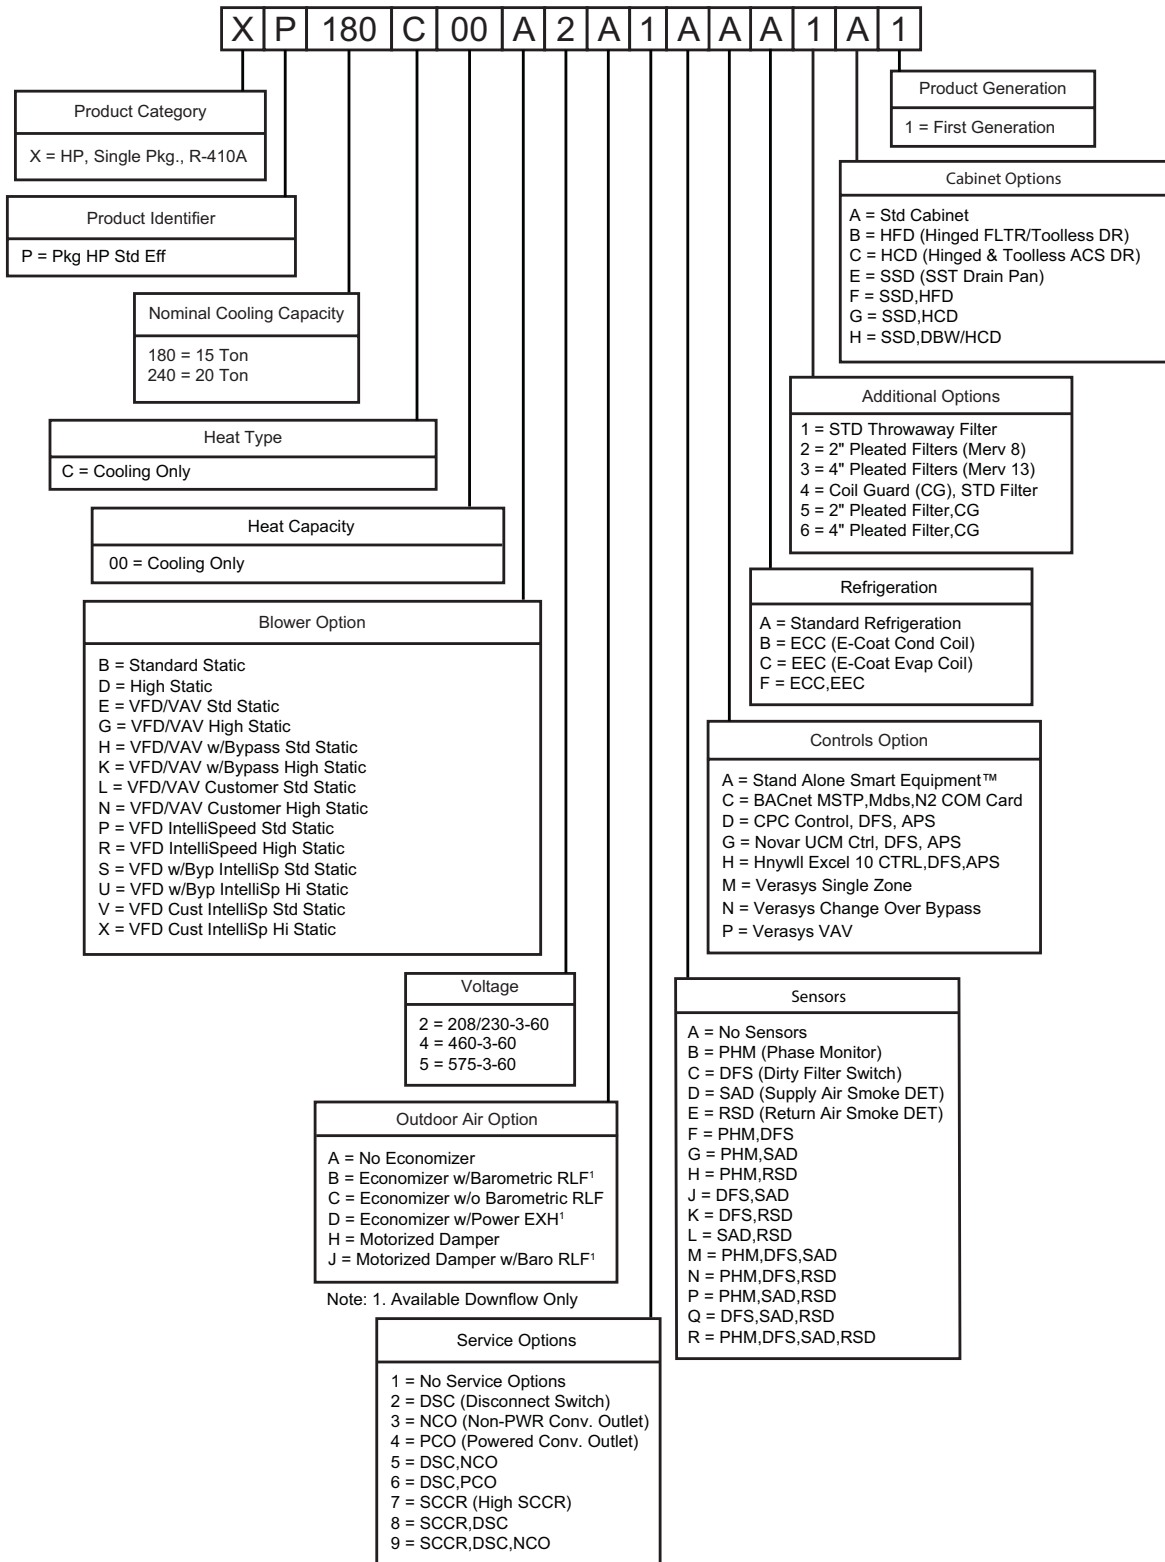 X P 180 C 00 A 2 A 1 A A A 1 A 1
Product Category
X = HP, Single Pkg., R-410A
Product Identifier
P = Pkg HP Std Eff
Nominal Cooling Capacity
180 = 15 Ton
240 = 20 Ton
Heat Type
C = Cooling Only
Heat Capacity
00 = Cooling Only
Blower Option
B = Standard Static
D = High Static
E = VFD/VAV Std Static
G = VFD/VAV High Static
H = VFD/VAV w/Bypass Std Static
K = VFD/VAV w/Bypass High Static
L = VFD/VAV Customer Std Static
N = VFD/VAV Customer High Static
P = VFD IntelliSpeed Std Static
R = VFD IntelliSpeed High Static
S = VFD w/Byp IntelliSp Std Static
U = VFD w/Byp IntelliSp Hi Static
V = VFD Cust IntelliSp Std Static
X = VFD Cust IntelliSp Hi Static
Voltage
2 = 208/230-3-60
4 = 460-3-60
5 = 575-3-60
Outdoor Air Option
A = No Economizer
B = Economizer w/Barometric RLF¹
C = Economizer w/o Barometric RLF
D = Economizer w/Power EXH¹
H = Motorized Damper
J = Motorized Damper w/Baro RLF¹
Note: 1. Available Downflow Only
Service Options
1 = No Service Options
2 = DSC (Disconnect Switch)
3 = NCO (Non-PWR Conv. Outlet)
4 = PCO (Powered Conv. Outlet)
5 = DSC,NCO
6 = DSC,PCO
7 = SCCR (High SCCR)
8 = SCCR,DSC
9 = SCCR,DSC,NCO
Product Generation
1 = First Generation
Cabinet Options
A = Std Cabinet
B = HFD (Hinged FLTR/Toolless DR)
C = HCD (Hinged & Toolless ACS DR)
E = SSD (SST Drain Pan)
F = SSD,HFD
G = SSD,HCD
H = SSD,DBW/HCD
Additional Options
1 = STD Throwaway Filter
2 = 2" Pleated Filters (Merv 8)
3 = 4" Pleated Filters (Merv 13)
4 = Coil Guard (CG), STD Filter
5 = 2" Pleated Filter,CG
6 = 4" Pleated Filter,CG
Refrigeration
A = Standard Refrigeration
B = ECC (E-Coat Cond Coil)
C = EEC (E-Coat Evap Coil)
F = ECC,EEC
Controls Option
A = Stand Alone Smart Equipment™
C = BACnet MSTP,Mdbs,N2 COM Card
D = CPC Control, DFS, APS
G = Novar UCM Ctrl, DFS, APS
H = Hnywll Excel 10 CTRL,DFS,APS
M = Verasys Single Zone
N = Verasys Change Over Bypass
P = Verasys VAV
Sensors
A = No Sensors
B = PHM (Phase Monitor)
C = DFS (Dirty Filter Switch)
D = SAD (Supply Air Smoke DET)
E = RSD (Return Air Smoke DET)
F = PHM,DFS
G = PHM,SAD
H = PHM,RSD
J = DFS,SAD
K = DFS,RSD
L = SAD,RSD
M = PHM,DFS,SAD
N = PHM,DFS,RSD
P = PHM,SAD,RSD
Q = DFS,SAD,RSD
R = PHM,DFS,SAD,RSD